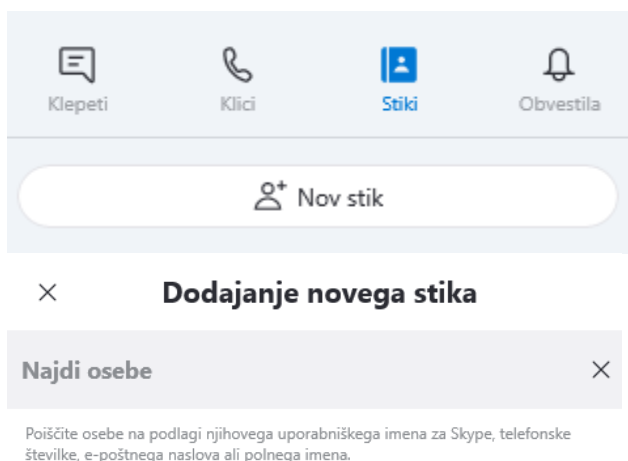 Klepeti Klici Stiki Obvestila
Nov stik
Dodajanje novega stika
Najdi osebe
Poiščite osebe na podlagi njihovega uporabniškega imena za Skype, telefonske
številke, e-poštnega naslova ali polnega imena.